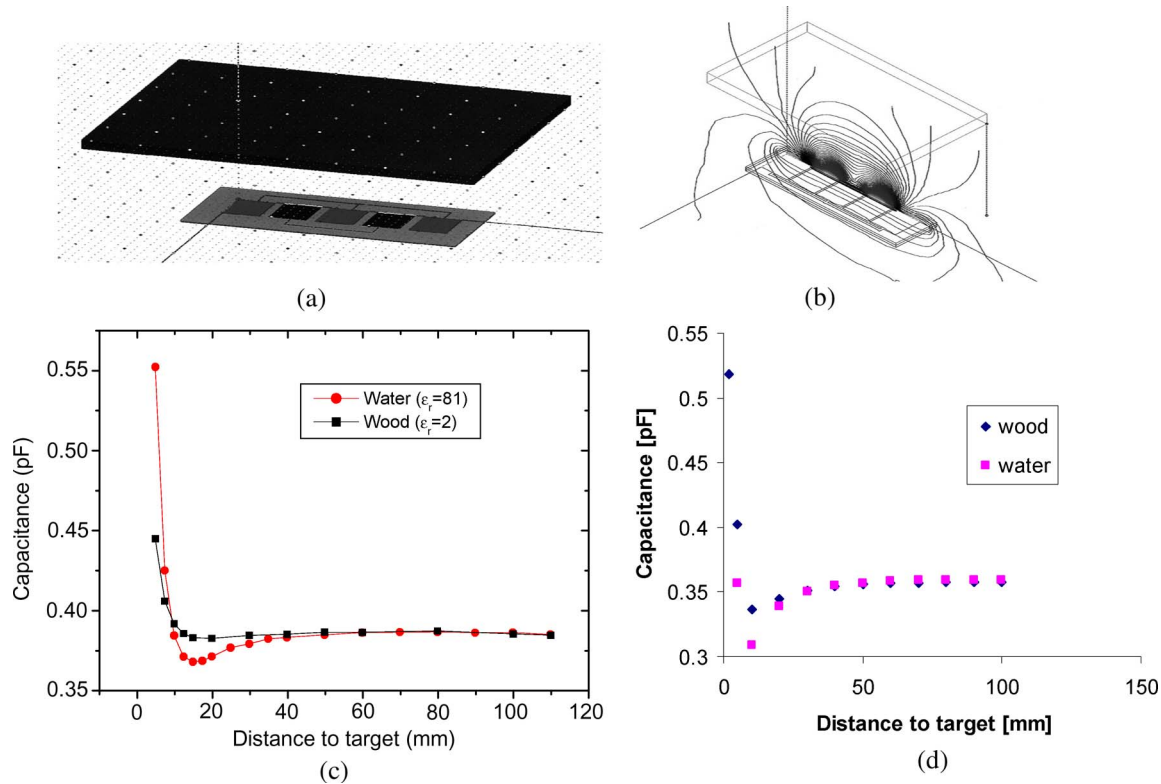 (a)
(b)
0.55
0.50
0.45
0.40
0.35
Capacitance (pF)
Water (εr=81)
Wood (εr=2)
0 20 40 60 80 100 120
Distance to target (mm)
(c)
0.55
0.5
0.45
0.4
0.35
0.3
Capacitance [pF]
wood
water
0 50 100 150
Distance to target [mm]
(d)